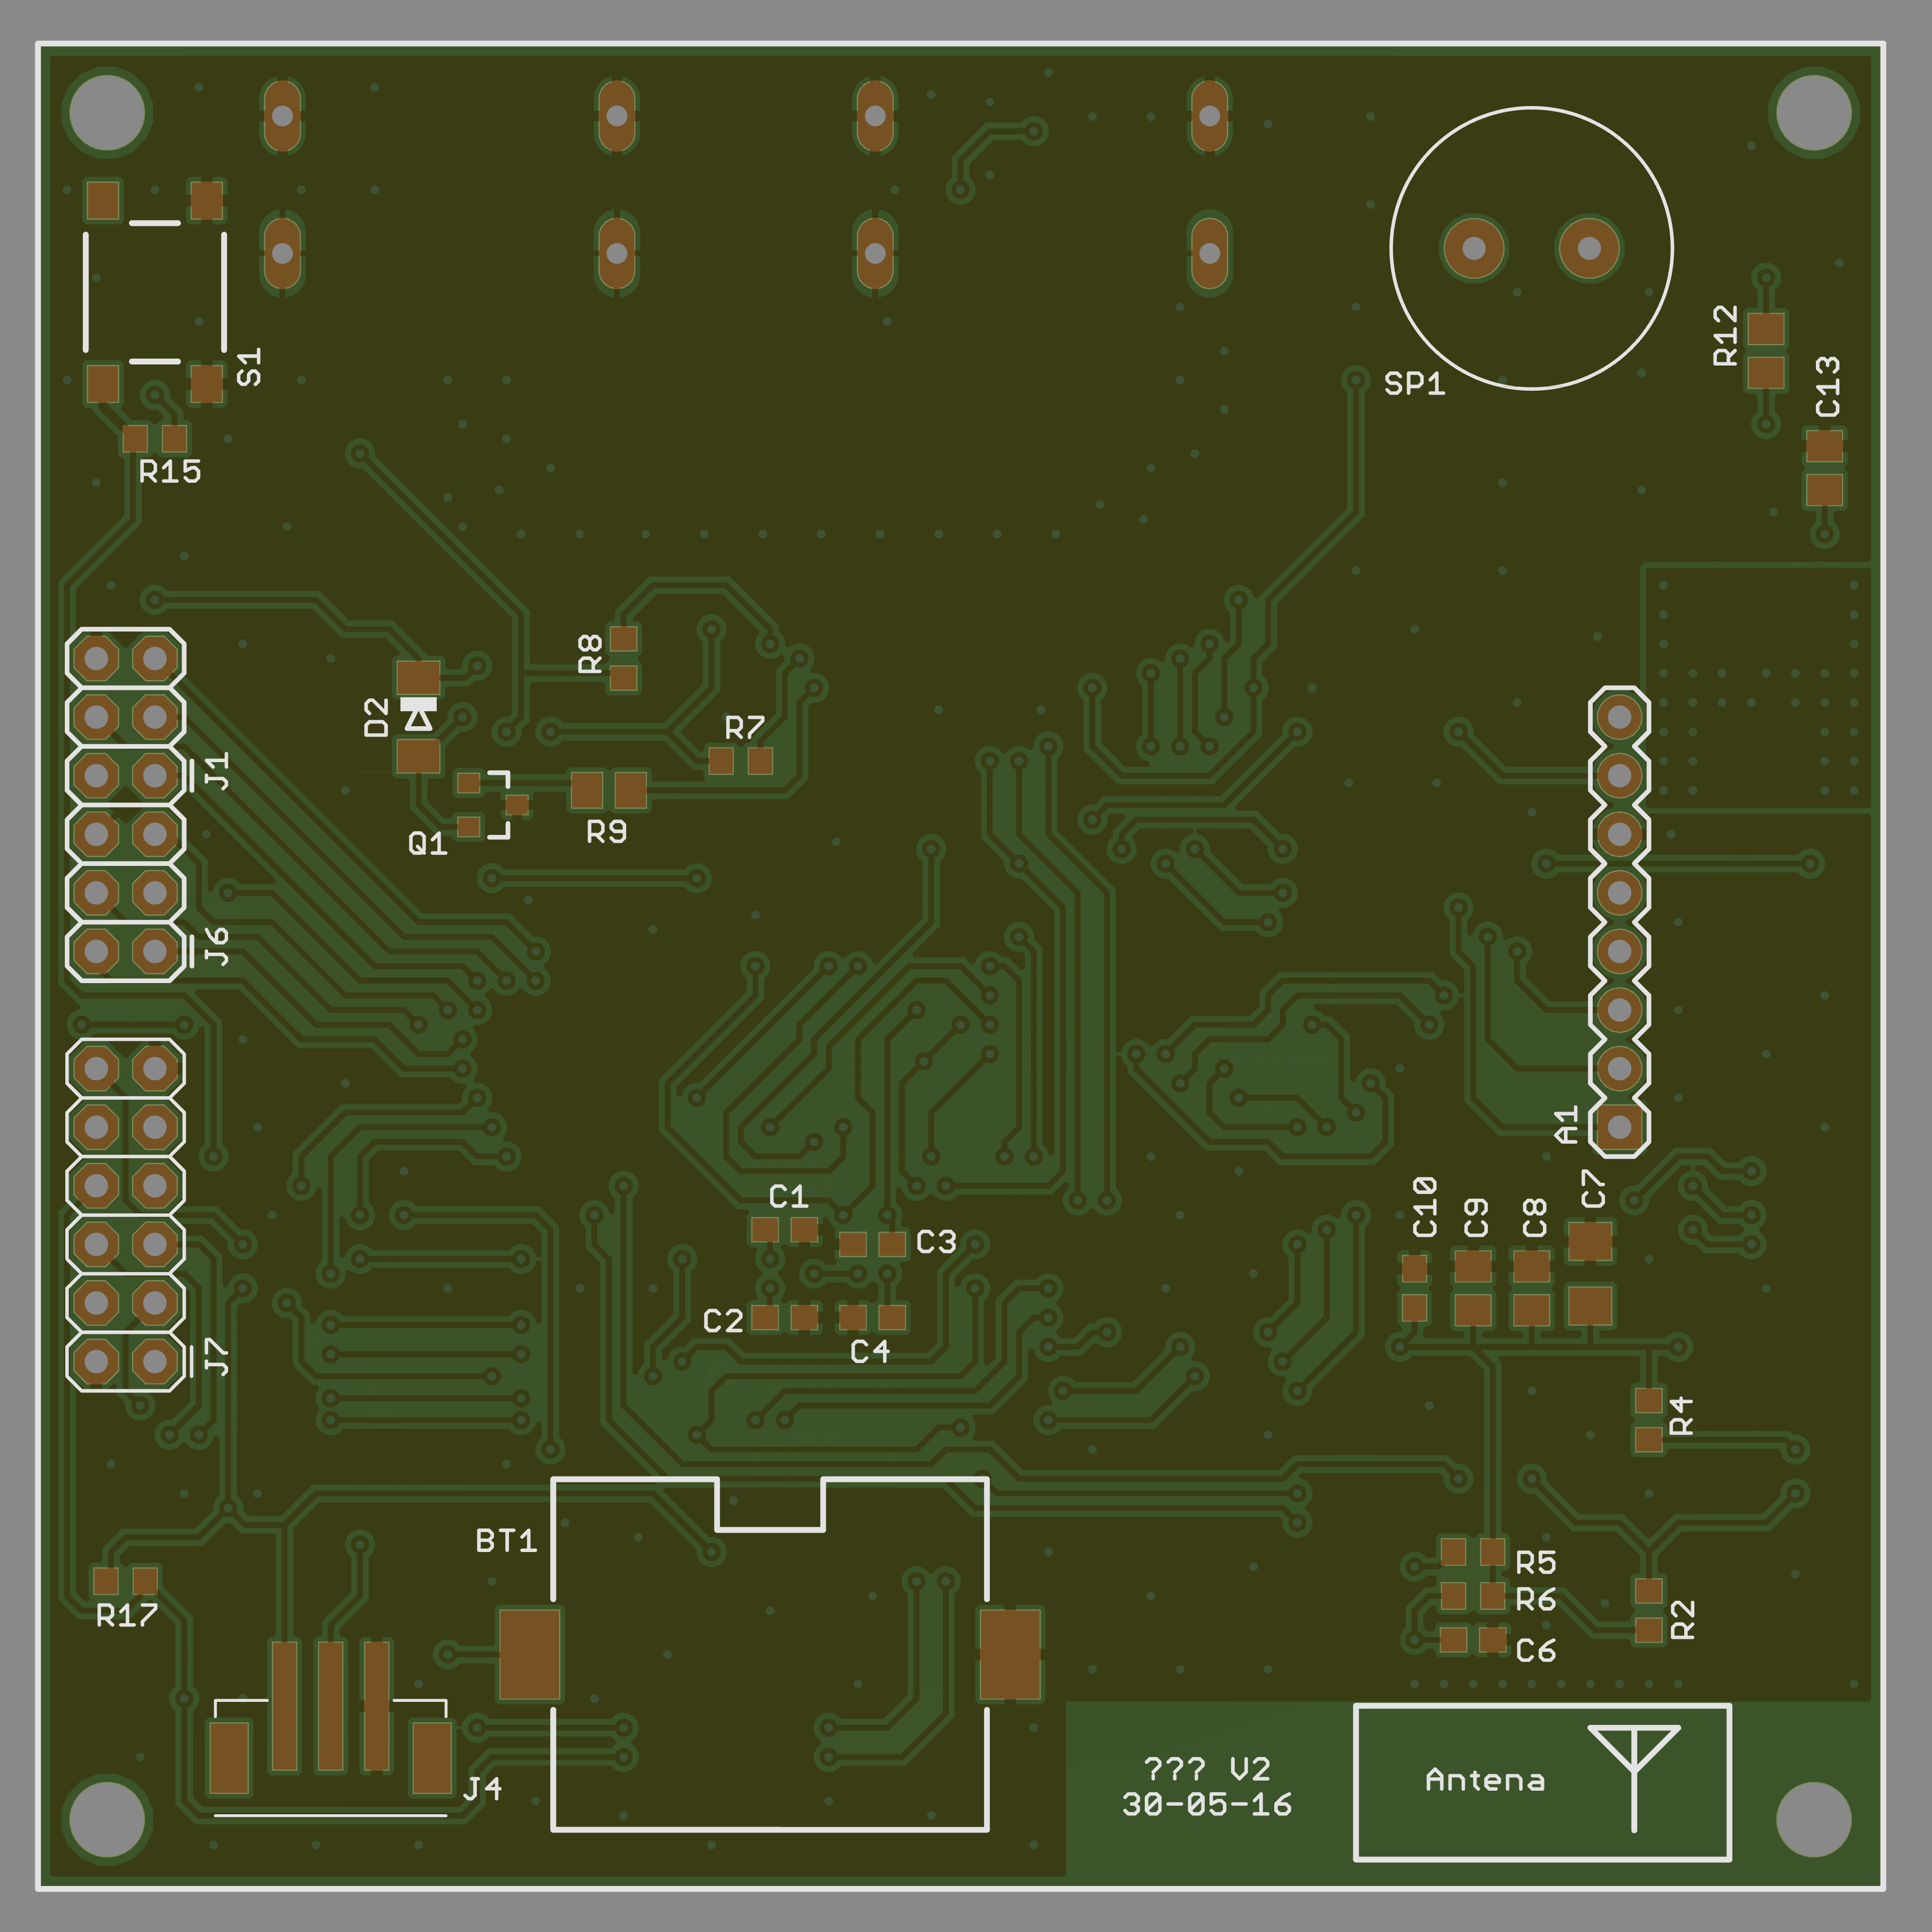 S1
SP1
R12
C13
R15
R8
D2
R7
J1
Q1
R9
J6
A1
C1
C3
C10
C9
C8
C7
C2
C4
J7
R4
BT1
R5
R6
R17
R2
C6
J4
??? V2
30-05-16
Antena